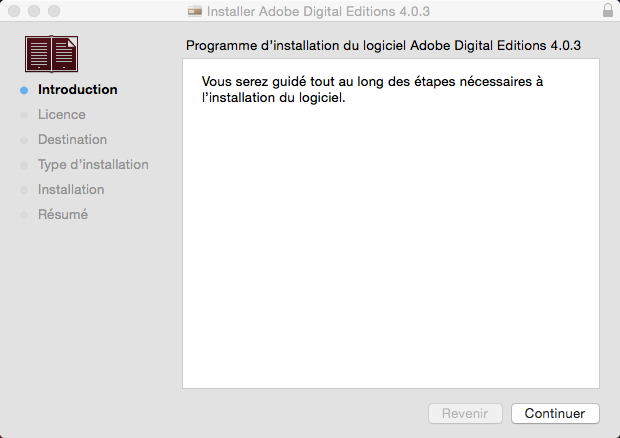 Installer Adobe Digital Editions 4.0.3
Programme d’installation du logiciel Adobe Digital Editions 4.0.3
Introduction
Licence
Destination
Type d’installation
Installation
Résumé
Vous serez guidé tout au long des étapes nécessaires à
l’installation du logiciel.
Revenir
Continuer